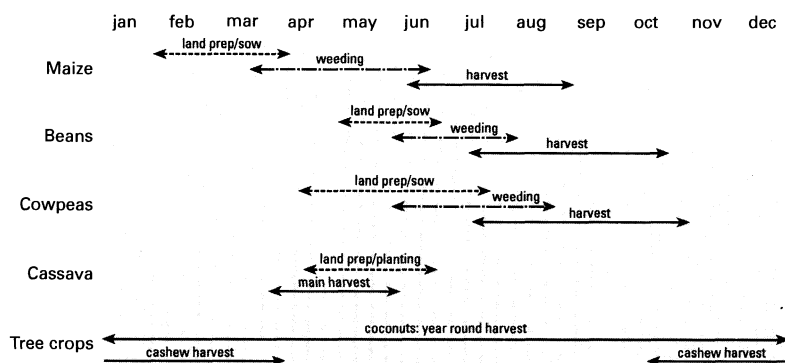 jan feb mar apr may jun jul aug sep oct nov dec
land prep/sow
Maize
weeding
harvest
land prep/sow
Beans
weeding
harvest
land prep/sow
Cowpeas
weeding
harvest
land prep/planting
Cassava
main harvest
coconuts: year round harvest
Tree crops
cashew harvest cashew harvest